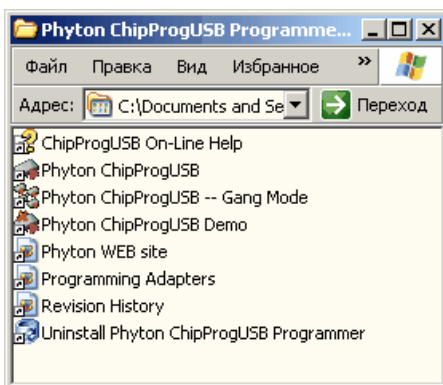 Phyton ChipProgUSB Programme...
Файл Правка Вид Избранное »
Адрес: C:\Documents and Se Переход
ChipProgUSB On-Line Help
Phyton ChipProgUSB
Phyton ChipProgUSB -- Gang Mode
Phyton ChipProgUSB Demo
Phyton WEB site
Programming Adapters
Revision History
Uninstall Phyton ChipProgUSB Programmer